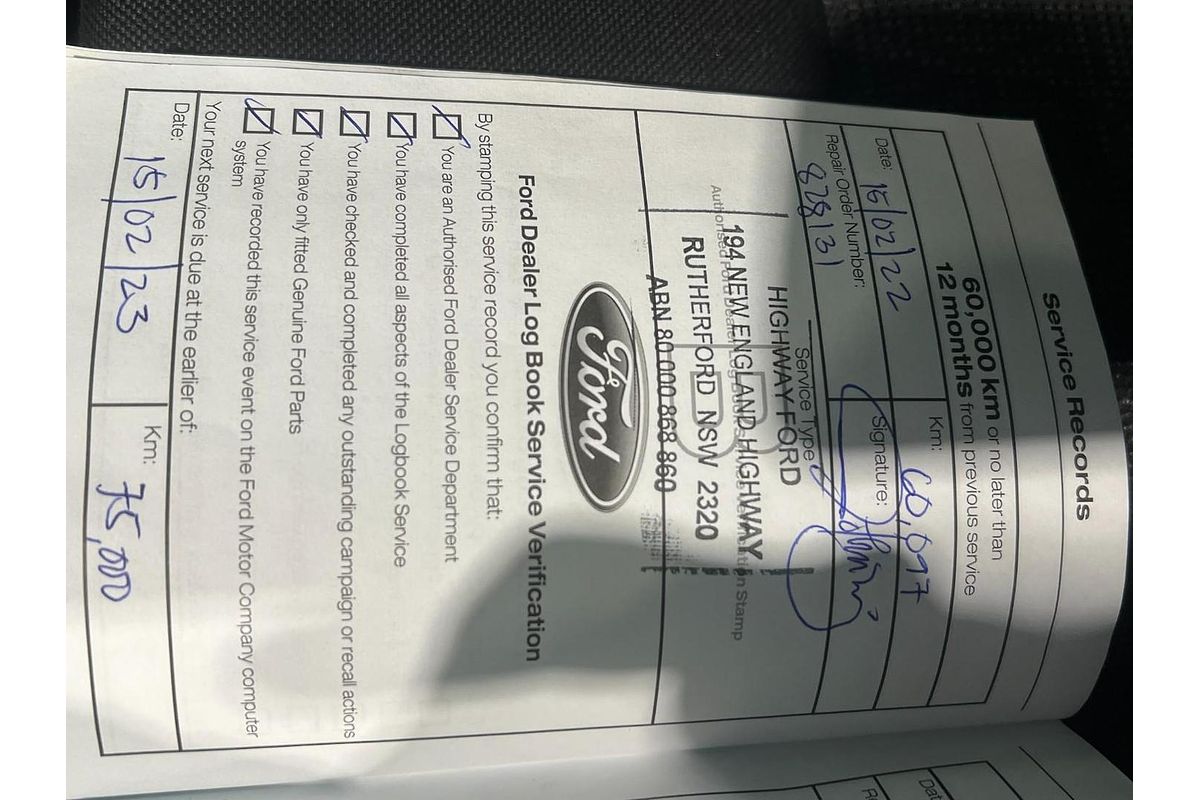 Service Records
60,000 km or no later than
12 months from previous service
Date: 15/02/22
Km: 60,097
Repair Order Number:
828131
Signature:
Service Type
HIGHWAY FORD
194 NEW ENGLAND HIGHWAY
RUTHERFORD NSW 2320
ABN 80 000 868 860
Stamp
Ford
Ford Dealer Log Book Service Verification
By stamping this service record you confirm that:
You are an Authorised Ford Dealer Service Department
You have completed all aspects of the Logbook Service
You have checked and completed any outstanding campaign or recall actions
You have only fitted Genuine Ford Parts
You have recorded this service event on the Ford Motor Company computer
system
Your next service is due at the earlier of:
Date: 15/02/23
Km: 75,000